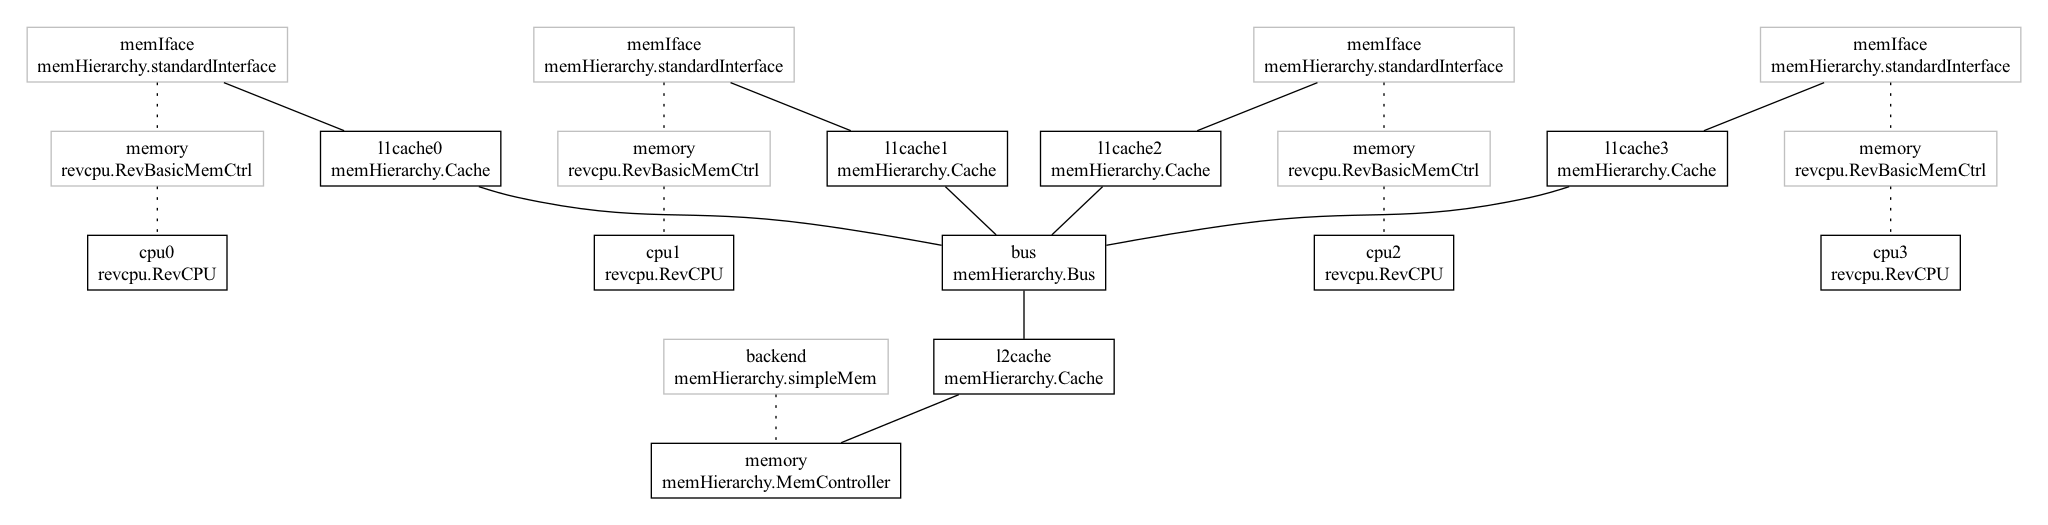 memIface
memHierarchy.standardInterface
memIface
memHierarchy.standardInterface
memIface
memHierarchy.standardInterface
memIface
memHierarchy.standardInterface
memory
revcpu.RevBasicMemCtrl
l1cache0
memHierarchy.Cache
memory
revcpu.RevBasicMemCtrl
l1cache1
memHierarchy.Cache
l1cache2
memHierarchy.Cache
memory
revcpu.RevBasicMemCtrl
l1cache3
memHierarchy.Cache
memory
revcpu.RevBasicMemCtrl
cpu0
revcpu.RevCPU
cpu1
revcpu.RevCPU
bus
memHierarchy.Bus
cpu2
revcpu.RevCPU
cpu3
revcpu.RevCPU
backend
memHierarchy.simpleMem
l2cache
memHierarchy.Cache
memory
memHierarchy.MemController